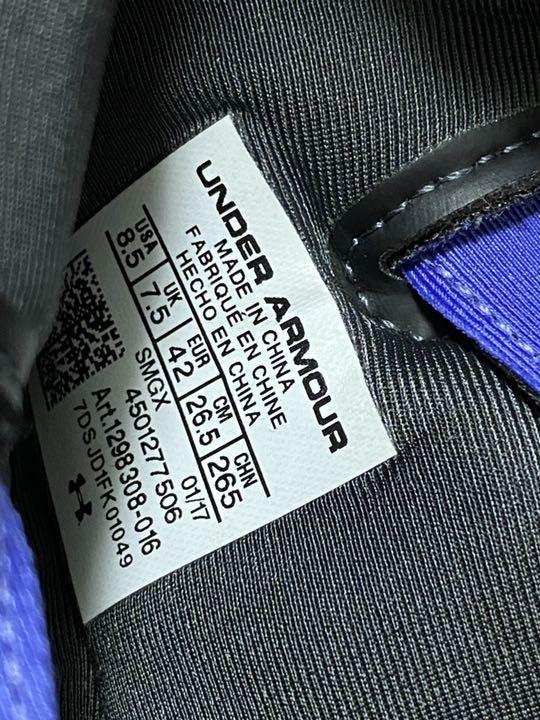 UNDER ARMOUR
MADE IN CHINA
FABRIQUÉ EN CHINE
HECHO EN CHINA
USA UK EUR CM CHN
8.5 7.5 42 26.5 265
SMGX 01/17
4501277506
Art.1298308-016
7DSJD1FK01049